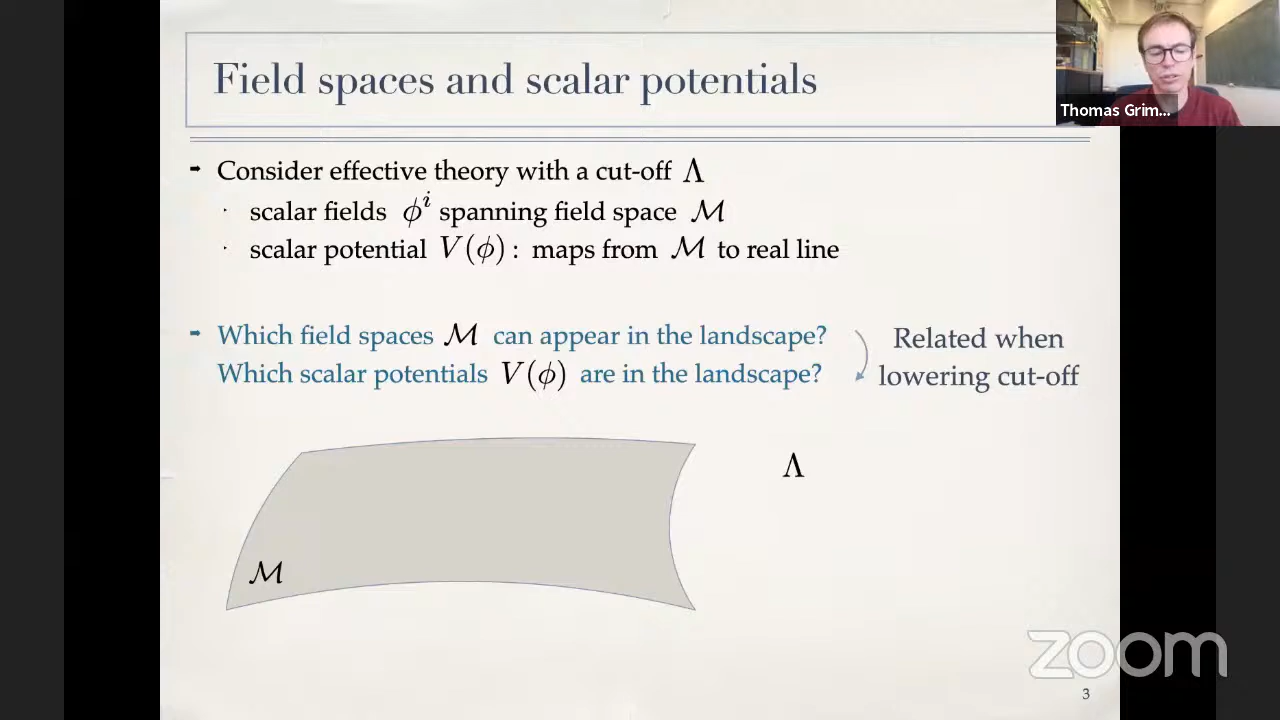 Field spaces and scalar potentials
Thomas Grim...
➡ Consider effective theory with a cut-off Λ
· scalar fields ϕ^i spanning field space ℳ
· scalar potential V(ϕ): maps from ℳ to real line
➡ Which field spaces ℳ can appear in the landscape?
Which scalar potentials V(ϕ) are in the landscape?
Related when
lowering cut-off
Λ
ℳ
zoom
3